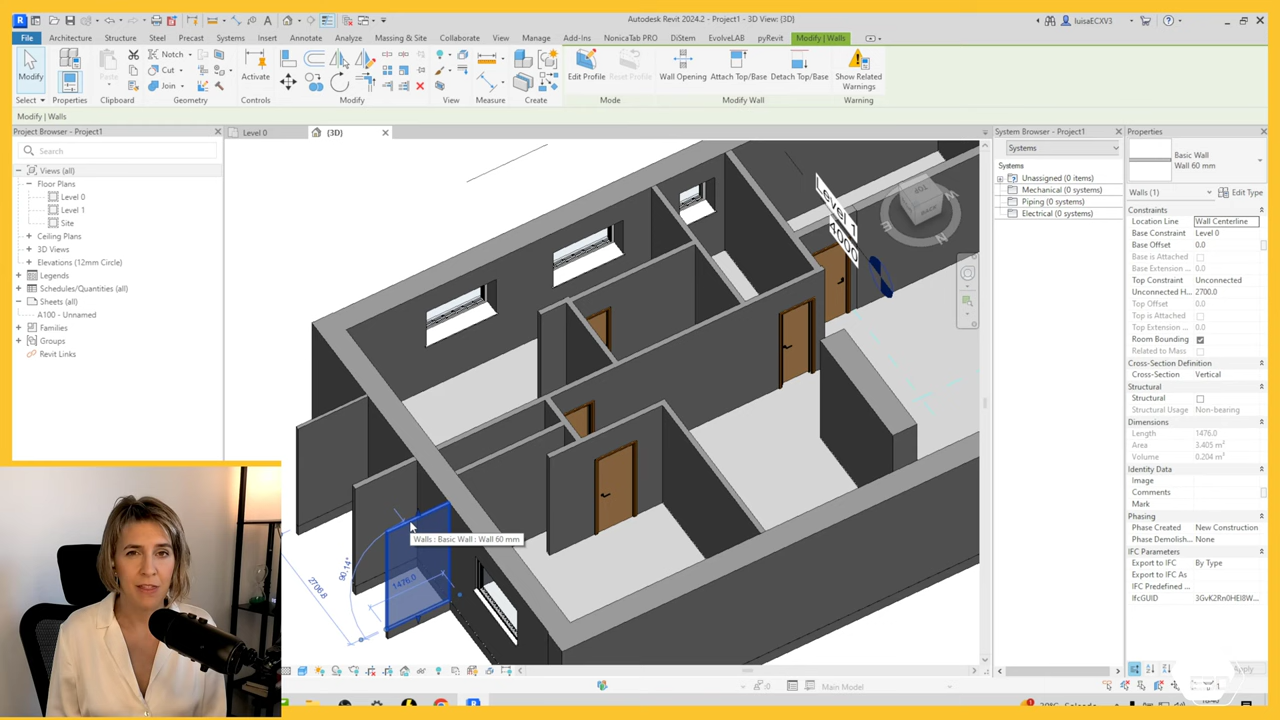 Autodesk Revit 2024.2 - Project1 - 3D View: {3D}
luisaECXV3
File
Architecture
Structure
Steel
Precast
Systems
Insert
Annotate
Analyze
Massing & Site
Collaborate
View
Manage
Add-Ins
NonicaTab PRO
DiStem
EvolveLAB
pyRevit
Modify | Walls
Modify
Properties
Paste
Notch
Cut
Join
Activate
Edit Profile
Reset Profile
Wall Opening
Attach Top/Base
Detach Top/Base
Show Related
Warnings
Select
Properties
Clipboard
Geometry
Controls
Modify
View
Measure
Create
Mode
Modify Wall
Warning
Modify | Walls
Project Browser - Project1
Search
Views (all)
Floor Plans
Level 0
Level 1
Site
Ceiling Plans
3D Views
Elevations (12mm Circle)
Legends
Schedules/Quantities (all)
Sheets (all)
A100 - Unnamed
Families
Groups
Revit Links
Level 0
{3D}
Level 1
4000
TOP
BACK
N
Walls : Basic Wall : Wall 60 mm
90.14°
1476.0
2706.8
System Browser - Project1
Systems
Systems
Unassigned (0 items)
Mechanical (0 systems)
Piping (0 systems)
Electrical (0 systems)
Properties
Basic Wall
Wall 60 mm
Walls (1)
Edit Type
Constraints
Location Line Wall Centerline
Base Constraint Level 0
Base Offset 0.0
Base is Attached
Base Extension ...
Top Constraint Unconnected
Unconnected H... 2700.0
Top Offset 0.0
Top is Attached
Top Extension ...
Room Bounding
Related to Mass
Cross-Section Definition
Cross-Section Vertical
Structural
Structural
Structural Usage Non-bearing
Dimensions
Length 1476.0
Area 3.405 m²
Volume 0.204 m³
Identity Data
Image
Comments
Mark
Phasing
Phase Created New Construction
Phase Demolis... None
IFC Parameters
Export to IFC By Type
Export to IFC As
IFC Predefined ...
IfcGUID 3GvK2Rn0HEI8W...
Apply
:0
Main Model